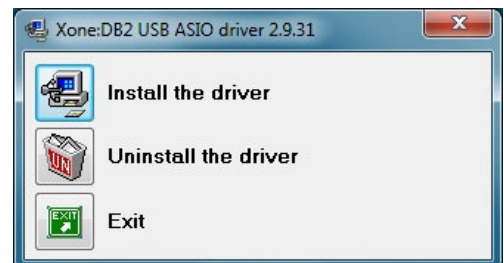 Xone:DB2 USB ASIO driver 2.9.31
Install the driver
UN
Uninstall the driver
EXIT
Exit